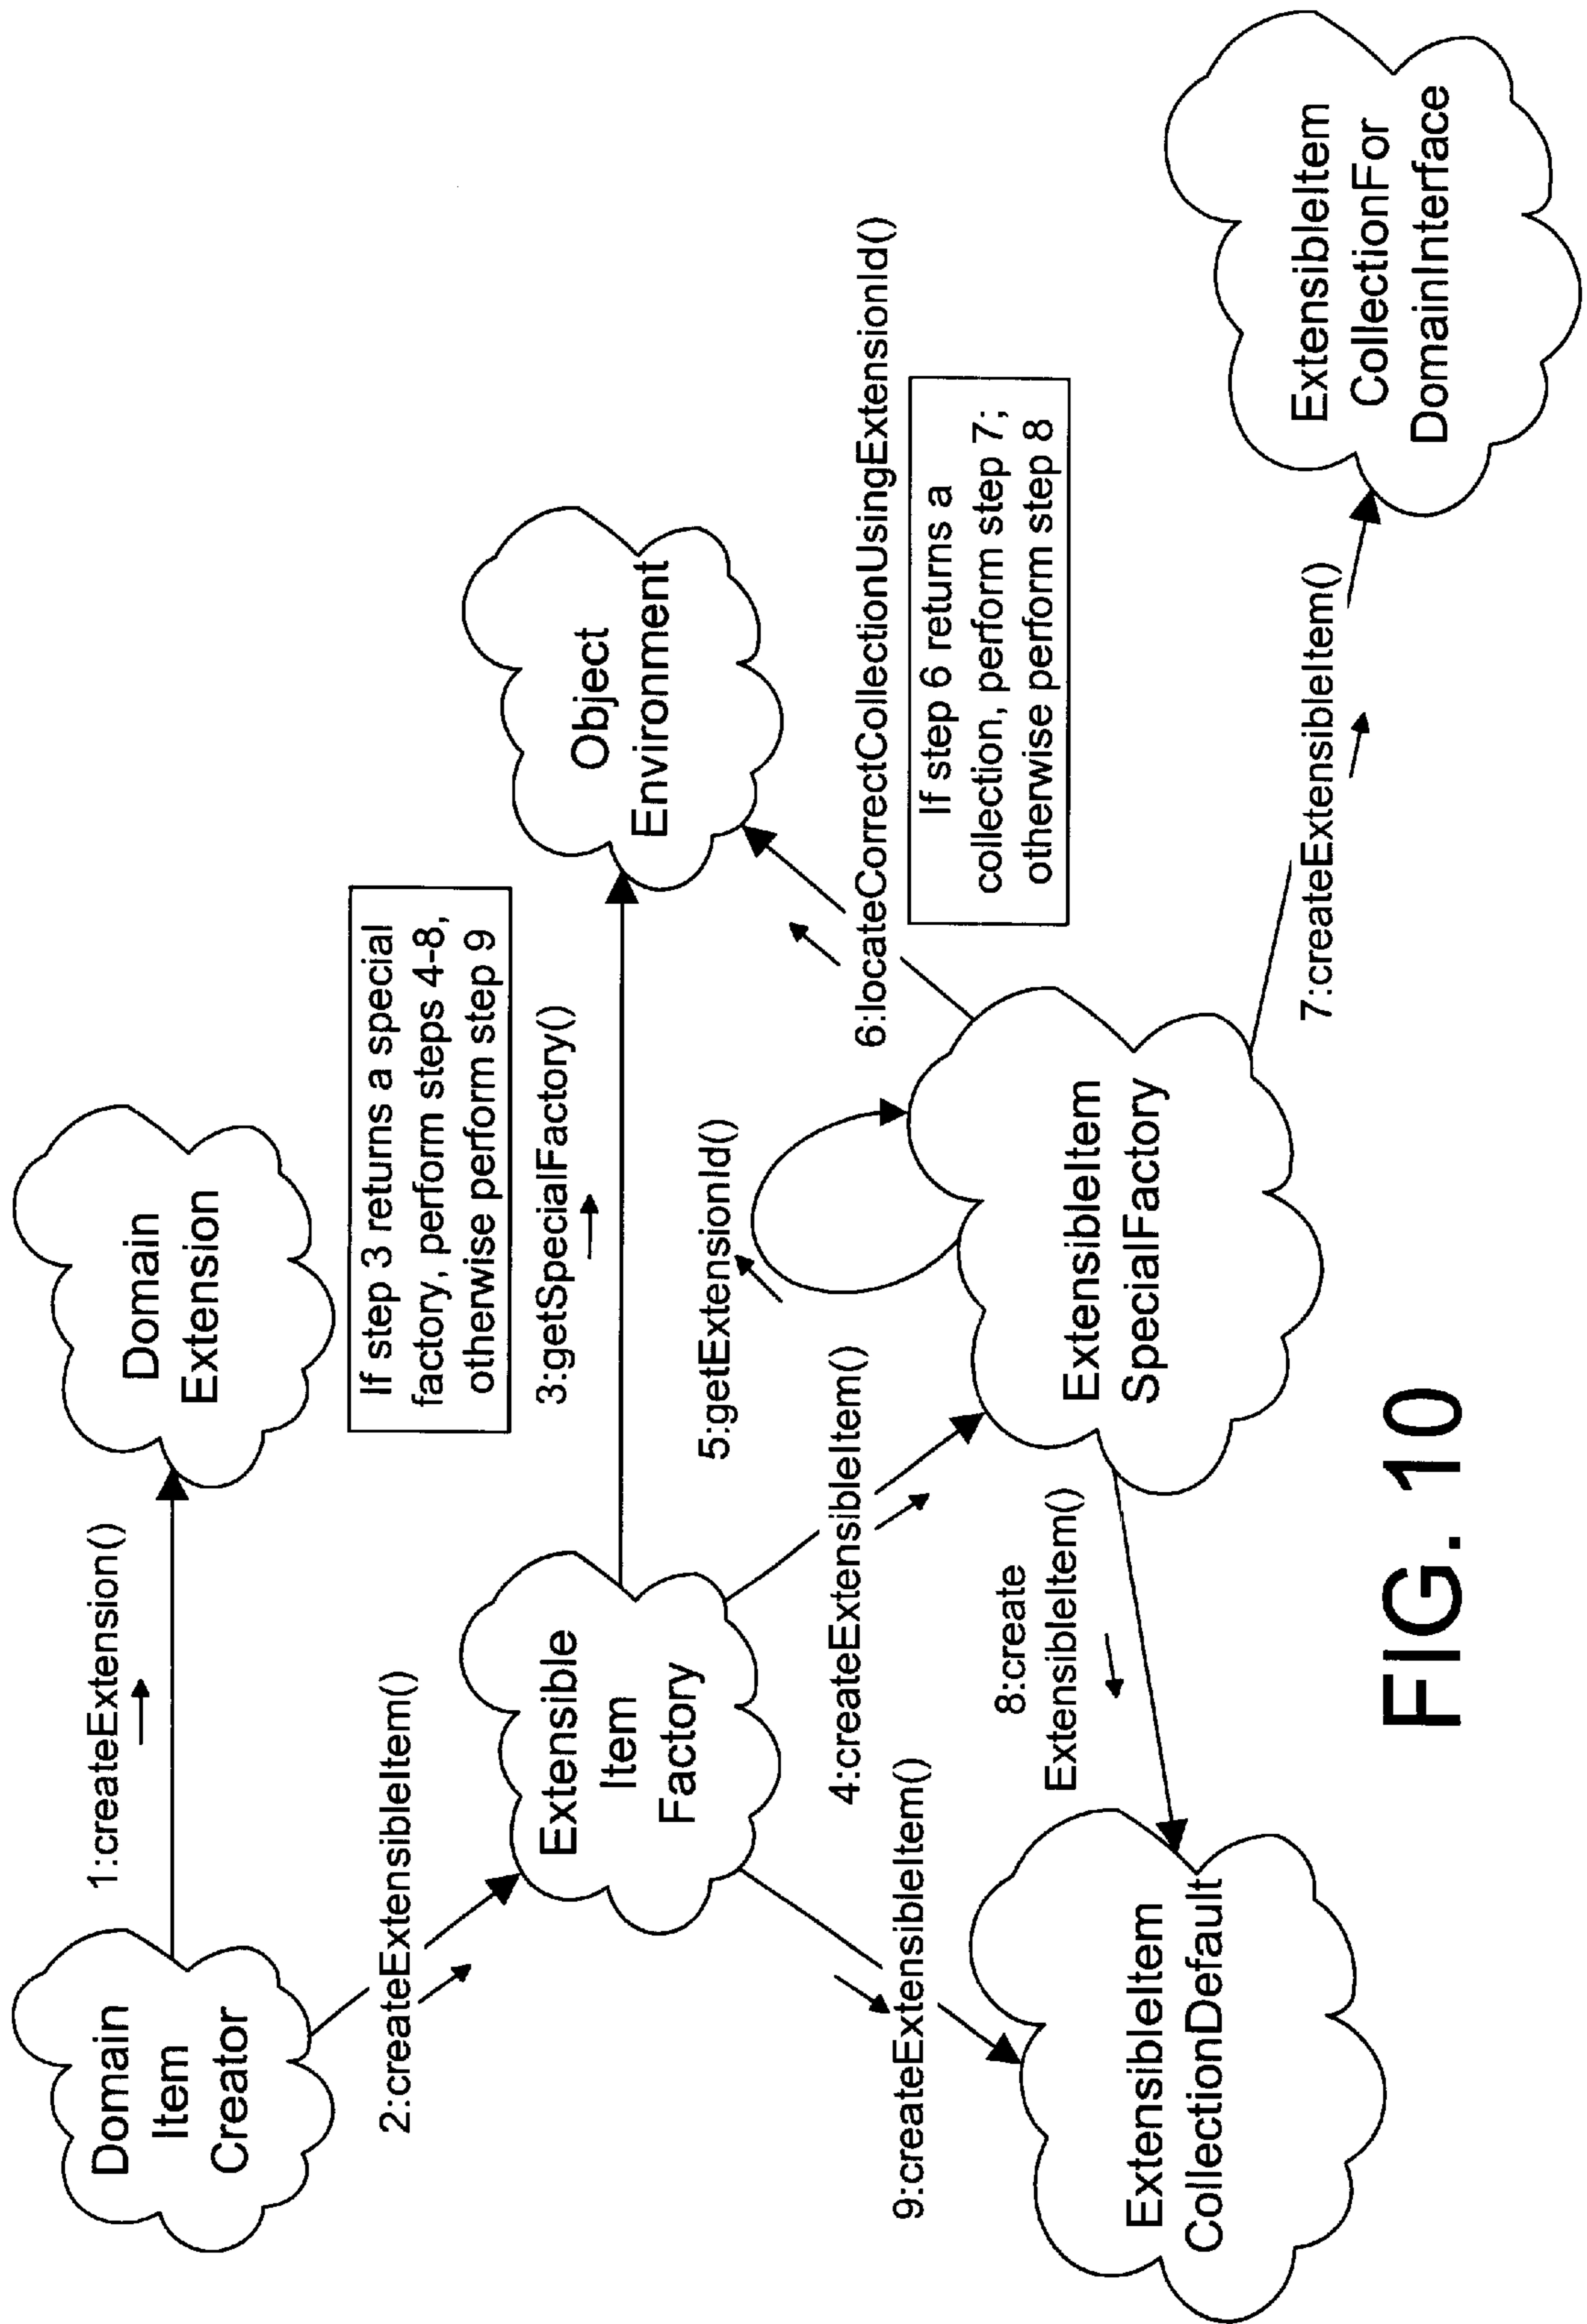 Domain
Item
Creator
1:createExtension()
Domain
Extension
2:createExtensibleItem()
If step 3 returns a special
factory, perform steps 4-8,
otherwise perform step 9
3:getSpecialFactory()
Extensible
Item
Factory
Object
Environment
5:getExtensionId()
4:createExtensibleItem()
6:locateCorrectCollectionUsingExtensionId()
If step 6 returns a
collection, perform step 7;
otherwise perform step 8
9:createExtensibleItem()
8:create
ExtensibleItem()
ExtensibleItem
SpecialFactory
7:createExtensibleItem()
ExtensibleItem
CollectionDefault
ExtensibleItem
CollectionFor
DomainInterface
FIG. 10